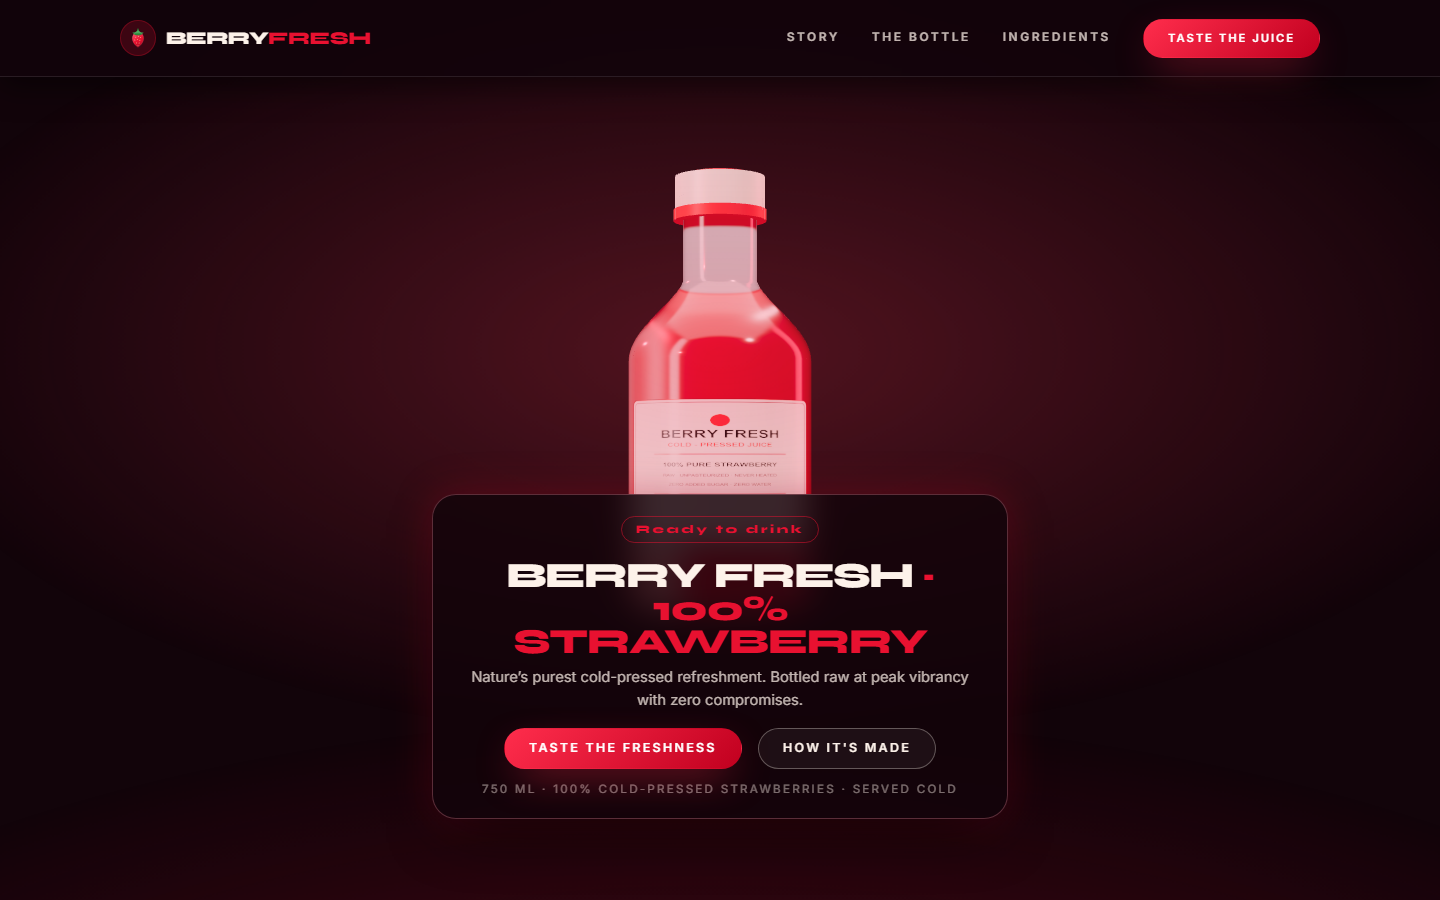 BERRYFRESH
STORY
THE BOTTLE
INGREDIENTS
TASTE THE JUICE
BERRY FRESH
COLD - PRESSED JUICE
100% PURE STRAWBERRY
Ready to drink
BERRY FRESH -
100%
STRAWBERRY
Nature's purest cold-pressed refreshment. Bottled raw at peak vibrancy
with zero compromises.
TASTE THE FRESHNESS
HOW IT'S MADE
750 ML · 100% COLD-PRESSED STRAWBERRIES · SERVED COLD